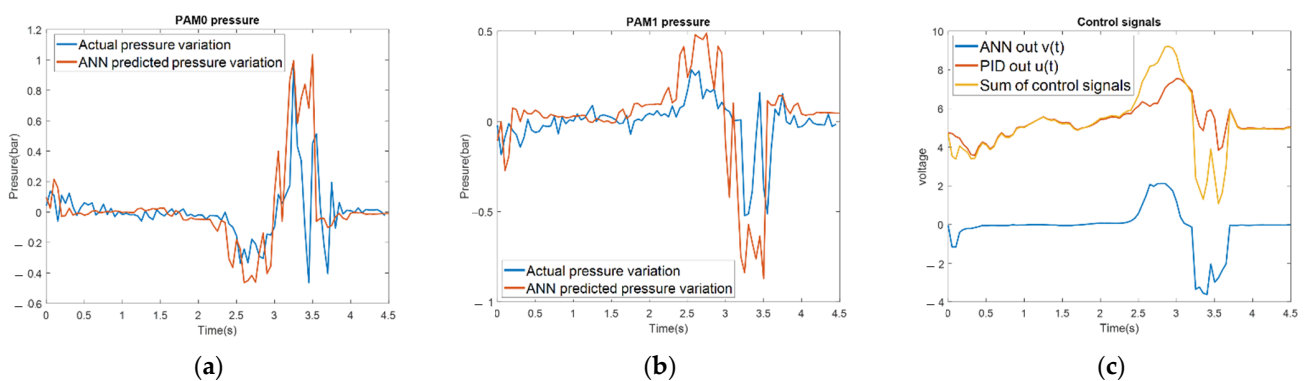 PAM0 pressure
Actual pressure variation
ANN predicted pressure variation
1.2
1
0.8
0.6
0.4
0.2
0
— 0.2
— 0.4
— 0.6
Pressure(bar)
0 0.5 1 1.5 2 2.5 3 3.5 4 4.5
Time(s)
(a)
PAM1 pressure
0.5
0
—0.5
— 1
Presure(bar)
Actual pressure variation
ANN predicted pressure variation
0 0.5 1 1.5 2 2.5 3 3.5 4 4.5
Time(s)
(b)
Control signals
ANN out v(t)
PID out u(t)
Sum of control signals
10
8
6
4
2
0
— 2
— 4
voltage
0 0.5 1 1.5 2 2.5 3 3.5 4 4.5
Time(s)
(c)